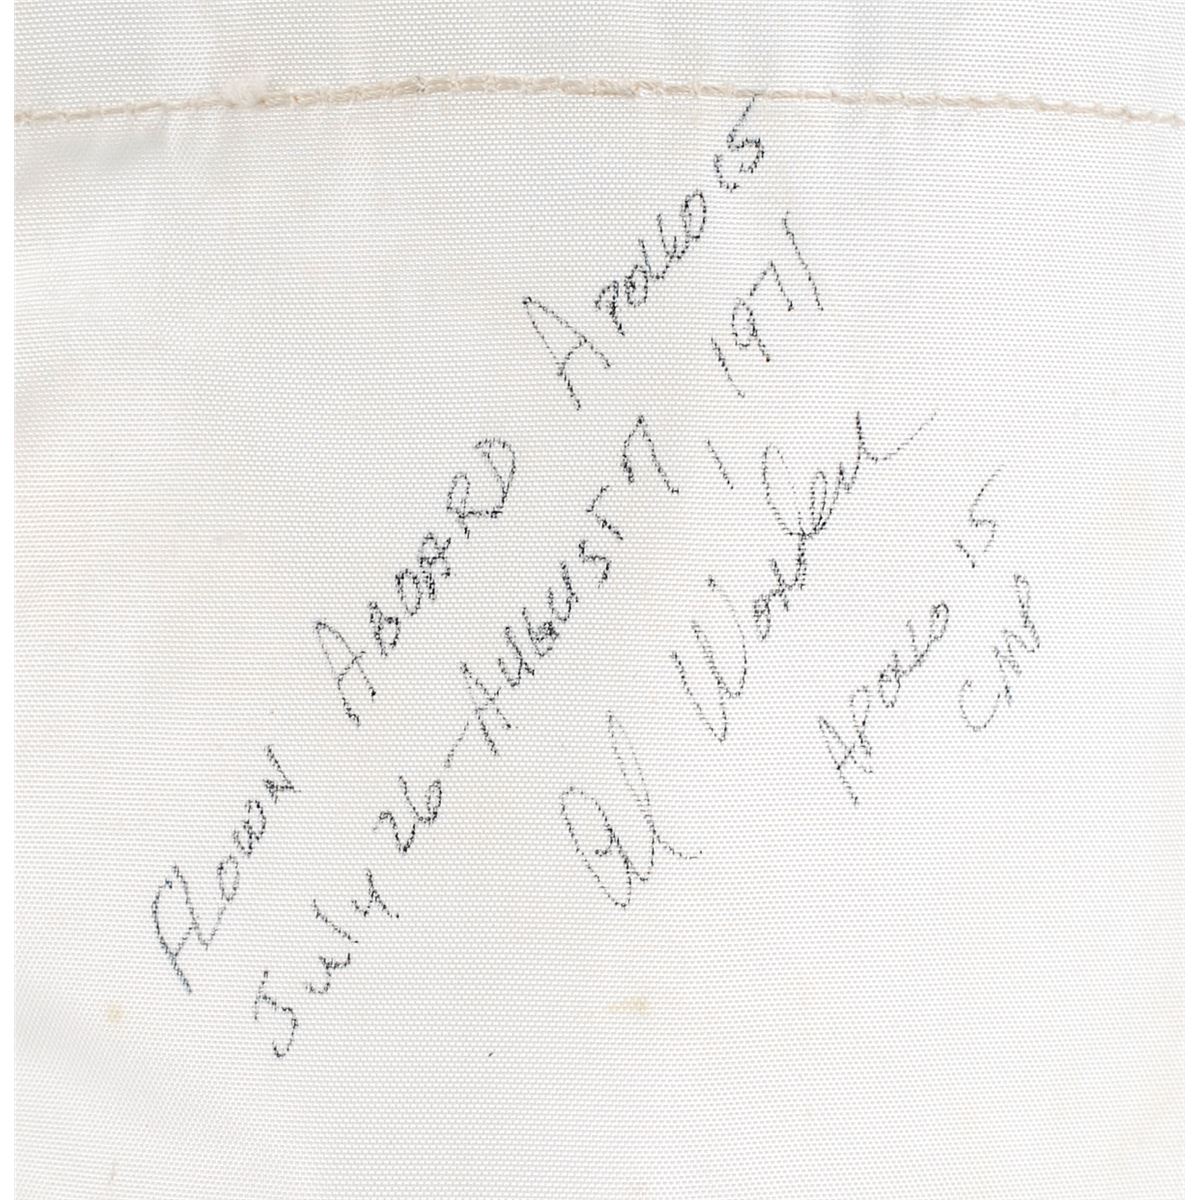 Flown Aboard Apollo 15
July 26 - August 7, 1971
Al Worden
Apollo 15
CMP